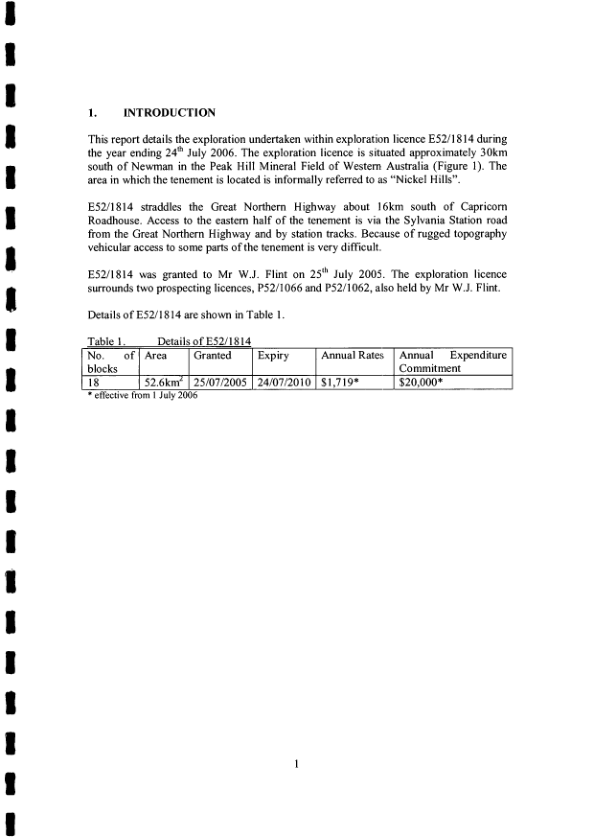 1. INTRODUCTION
This report details the exploration undertaken within exploration licence E52/1814 during
the year ending 24th July 2006. The exploration licence is situated approximately 30km
south of Newman in the Peak Hill Mineral Field of Western Australia (Figure 1). The
area in which the tenement is located is informally referred to as “Nickel Hills”.
E52/1814 straddles the Great Northern Highway about 16km south of Capricorn
Roadhouse. Access to the eastern half of the tenement is via the Sylvania Station road
from the Great Northern Highway and by station tracks. Because of rugged topography
vehicular access to some parts of the tenement is very difficult.
E52/1814 was granted to Mr W.J. Flint on 25th July 2005. The exploration licence
surrounds two prospecting licences, P52/1066 and P52/1062, also held by Mr W.J. Flint.
Details of E52/1814 are shown in Table 1.
Table 1. Details of E52/1814
No. of Area Granted Expiry Annual Rates Annual Expenditure
blocks Commitment
18 52.6km2 25/07/2005 24/07/2010 $1,719* $20,000*
* effective from 1 July 2006
1